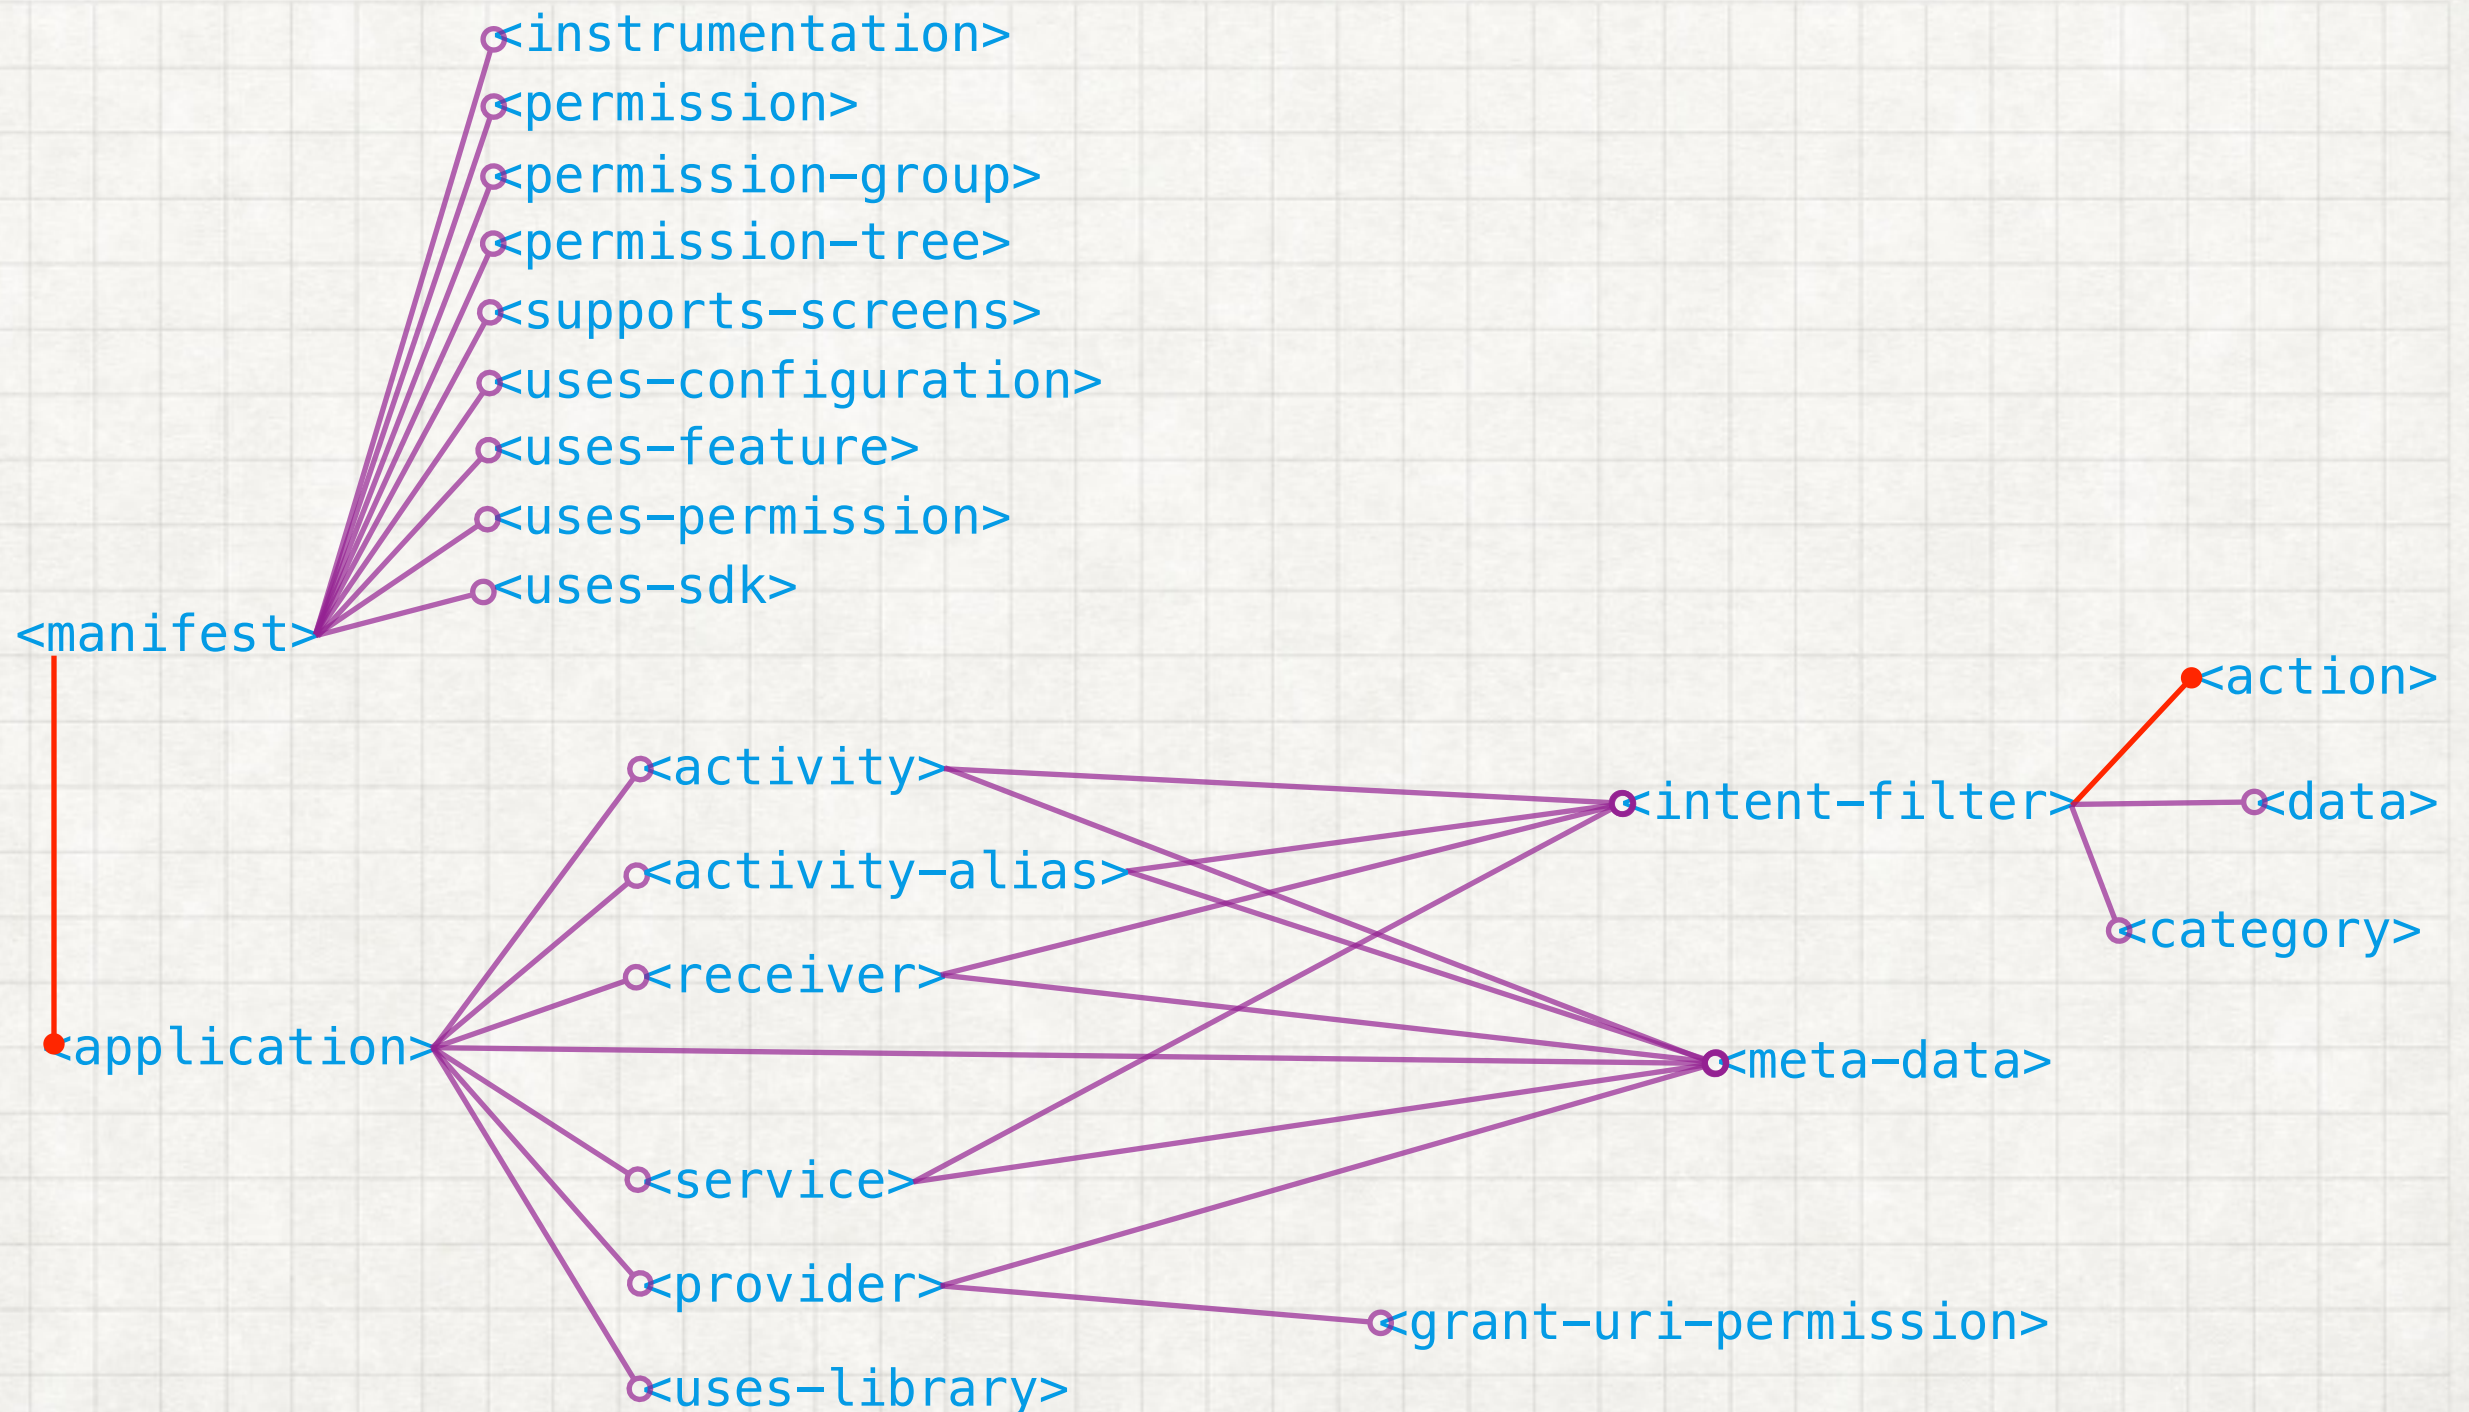 <instrumentation>
<permission>
<permission-group>
<permission-tree>
<supports-screens>
<uses-configuration>
<uses-feature>
<uses-permission>
<uses-sdk>
<manifest>
<action>
<activity>
<intent-filter>
<data>
<activity-alias>
<category>
<receiver>
<application>
<meta-data>
<service>
<provider>
<grant-uri-permission>
<uses-library>